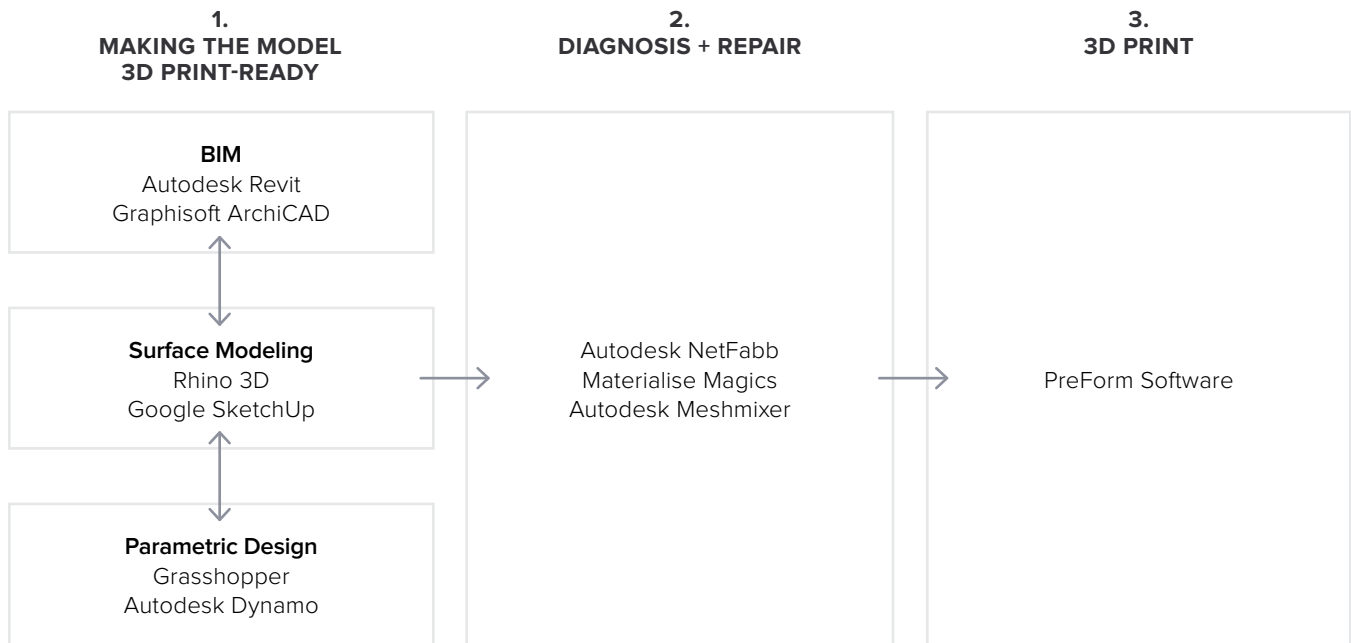 1.
MAKING THE MODEL
3D PRINT-READY
BIM
Autodesk Revit
Graphisoft ArchiCAD
Surface Modeling
Rhino 3D
Google SketchUp
Parametric Design
Grasshopper
Autodesk Dynamo
2.
DIAGNOSIS + REPAIR
Autodesk NetFabb
Materialise Magics
Autodesk Meshmixer
3.
3D PRINT
PreForm Software